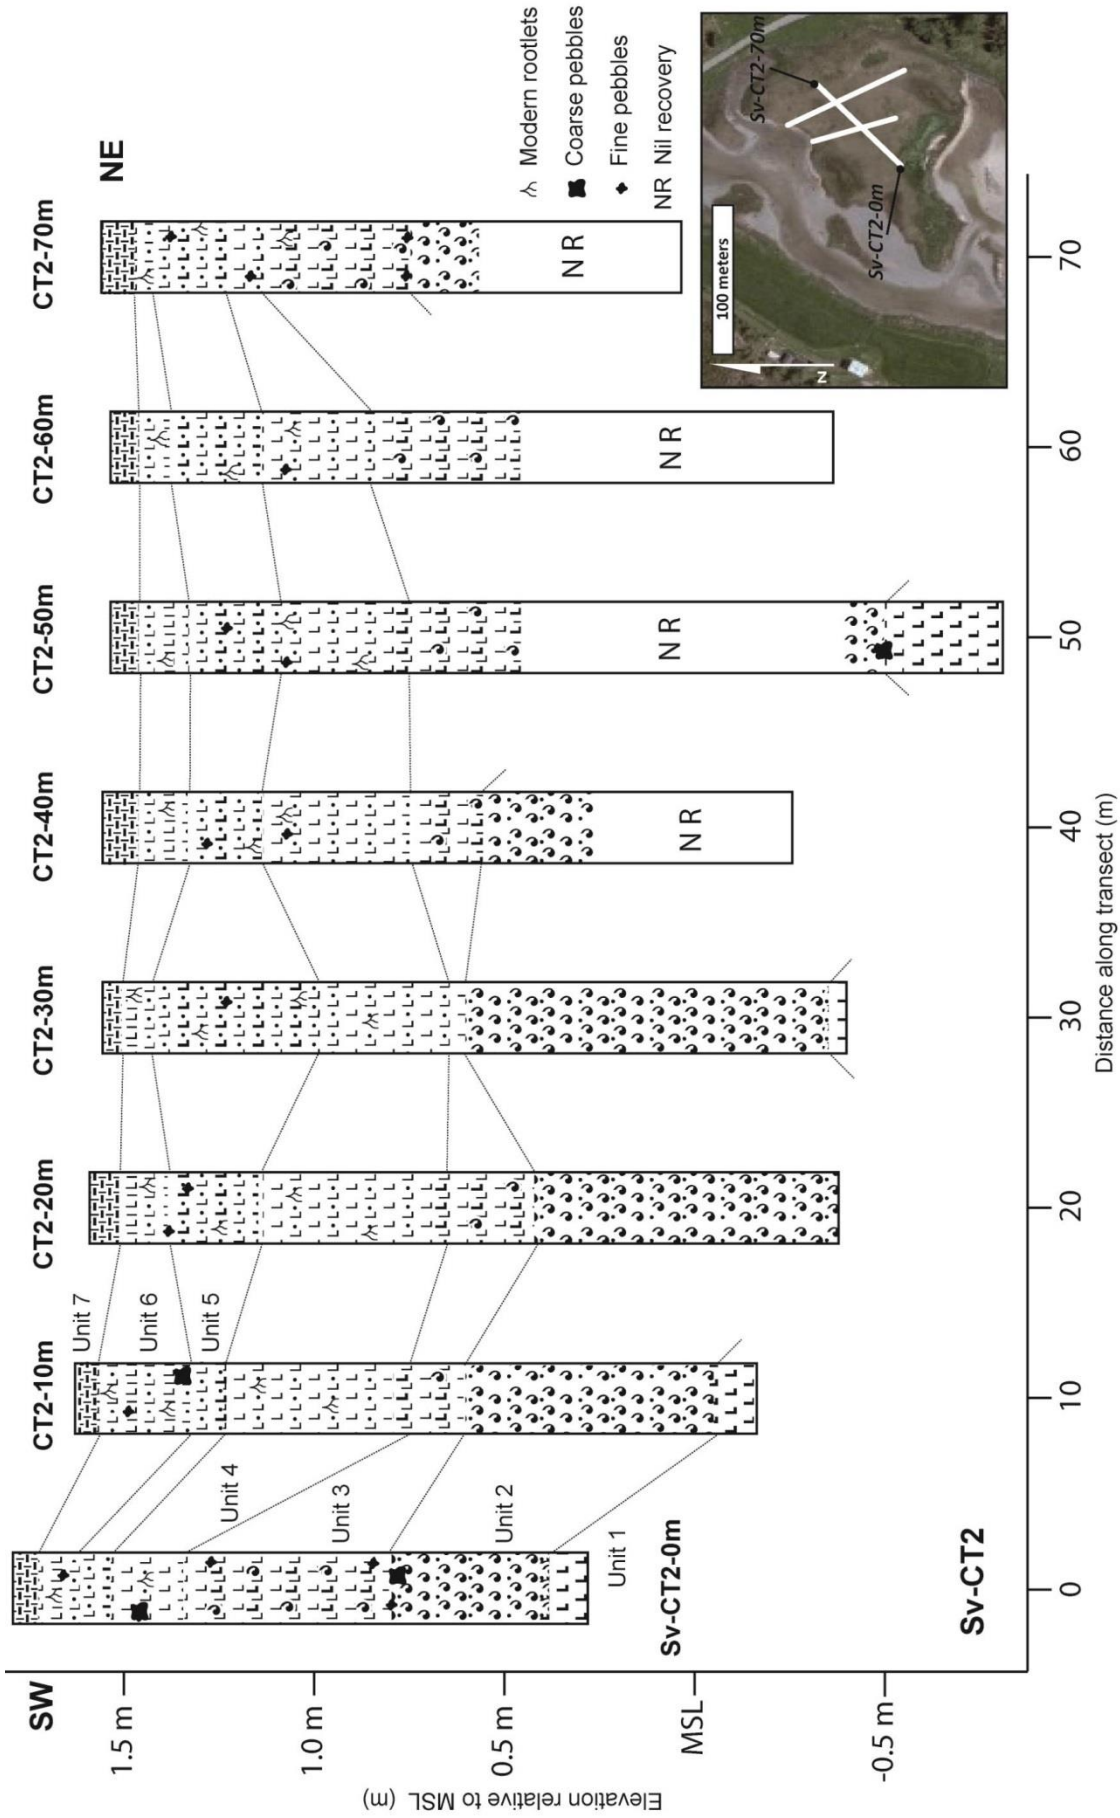 SW
NE
Sv-CT2-0m
CT2-10m
CT2-20m
CT2-30m
CT2-40m
CT2-50m
CT2-60m
CT2-70m
Unit 7
Unit 6
Unit 5
Unit 4
Unit 3
Unit 2
Unit 1
NR
NR
NR
NR
Modern rootlets
Coarse pebbles
Fine pebbles
NR Nil recovery
100 meters
N
Sv-CT2-0m
Sv-CT2-70m
Sv-CT2
1.5 m
1.0 m
0.5 m
MSL
-0.5 m
Elevation relative to MSL (m)
0
10
20
30
40
50
60
70
Distance along transect (m)